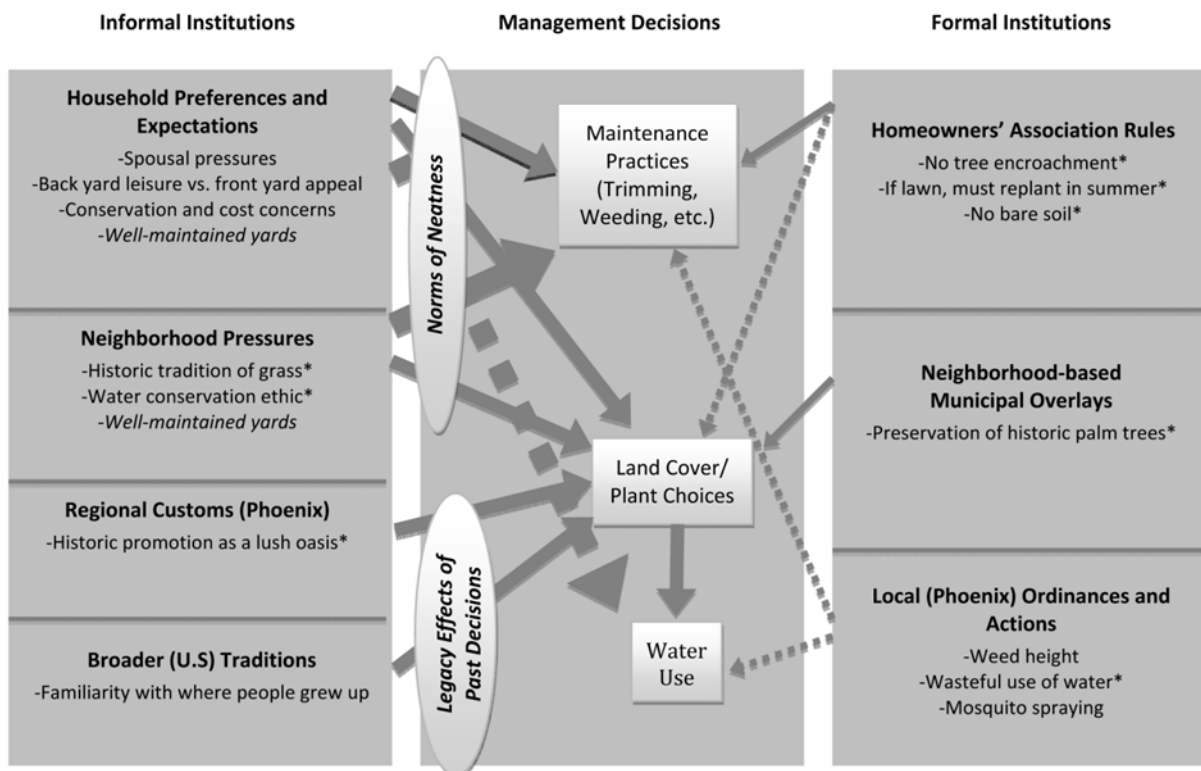 Informal Institutions
Management Decisions
Formal Institutions
Household Preferences and
Expectations
-Spousal pressures
-Back yard leisure vs. front yard appeal
-Conservation and cost concerns
-Well-maintained yards
Neighborhood Pressures
-Historic tradition of grass*
-Water conservation ethic*
-Well-maintained yards
Regional Customs (Phoenix)
-Historic promotion as a lush oasis*
Broader (U.S) Traditions
-Familiarity with where people grew up
Norms of Neatness
Legacy Effects of
Past Decisions
Maintenance
Practices
(Trimming,
Weeding, etc.)
Land Cover/
Plant Choices
Water
Use
Homeowners’ Association Rules
-No tree encroachment*
-If lawn, must replant in summer*
-No bare soil*
Neighborhood-based
Municipal Overlays
-Preservation of historic palm trees*
Local (Phoenix) Ordinances and
Actions
-Weed height
-Wasteful use of water*
-Mosquito spraying